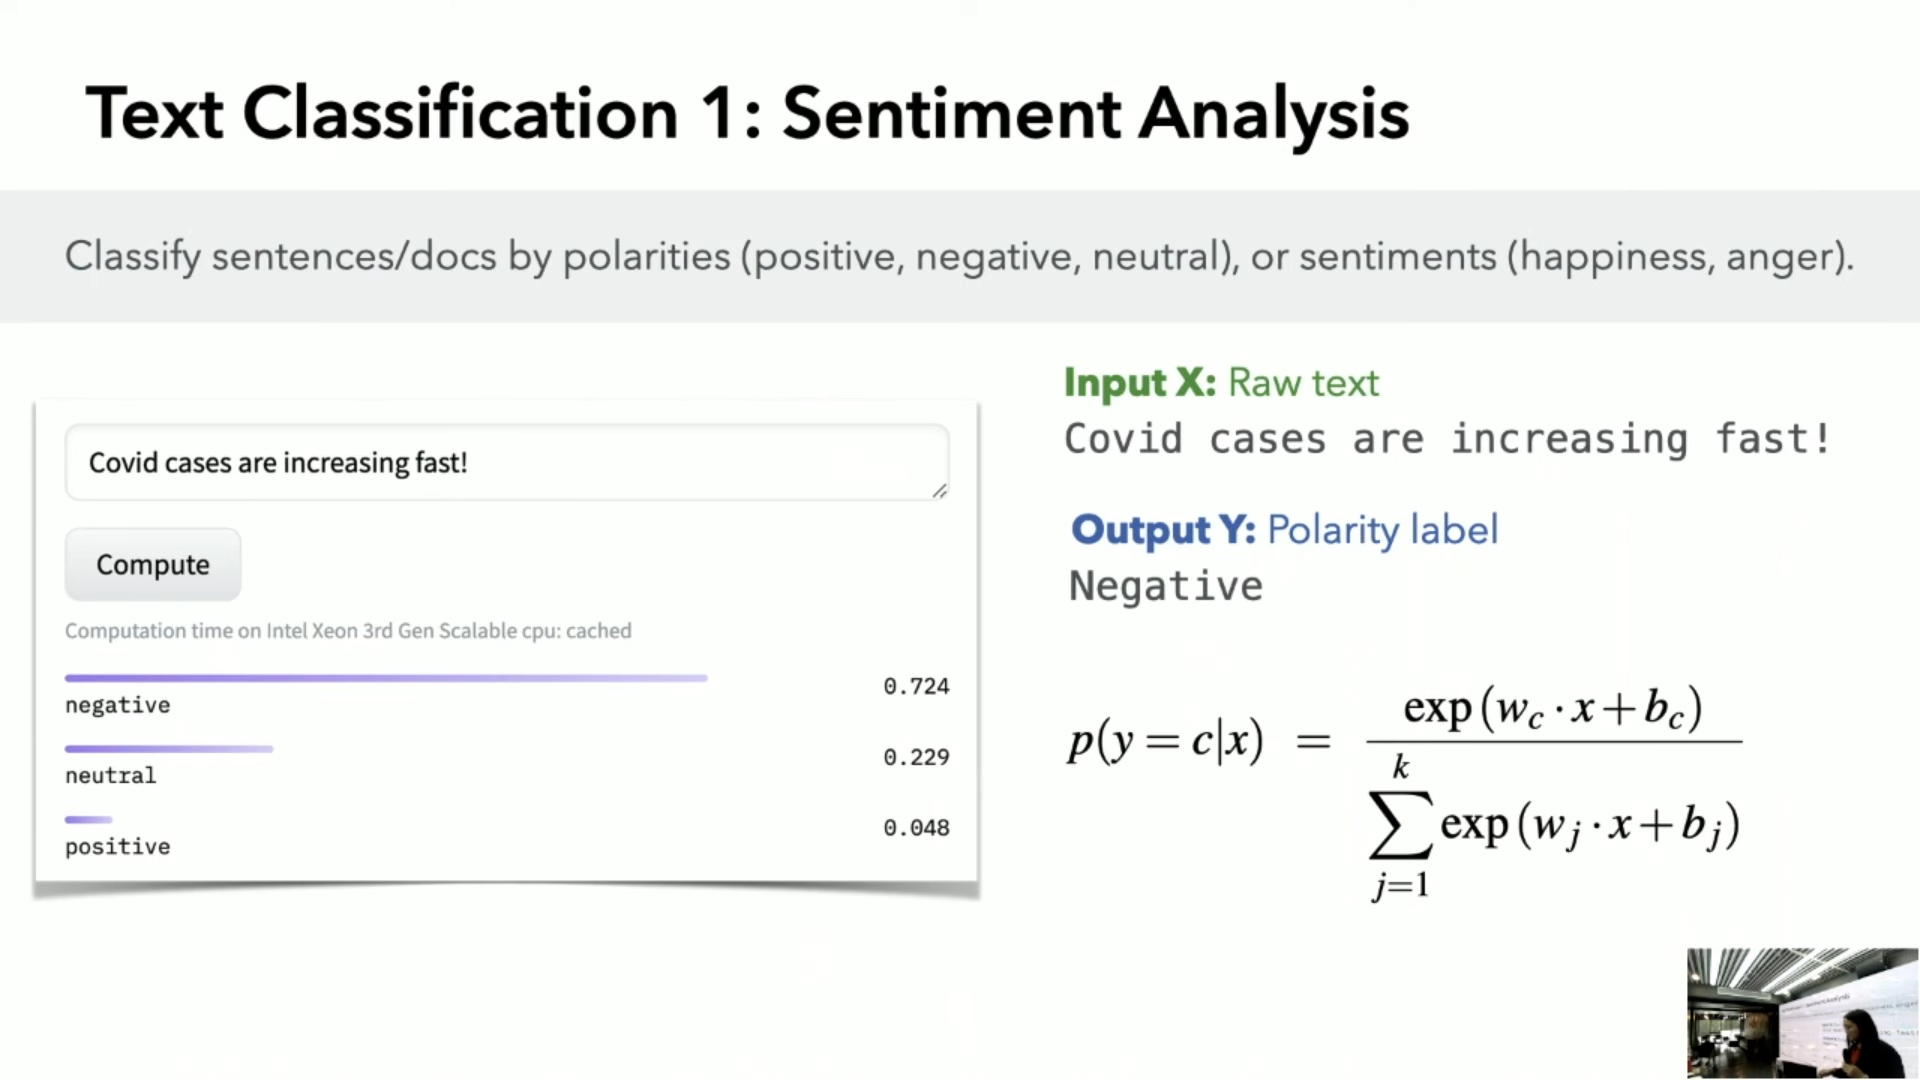 Text Classification 1: Sentiment Analysis
Classify sentences/docs by polarities (positive, negative, neutral), or sentiments (happiness, anger).
Covid cases are increasing fast!
Compute
Computation time on Intel Xeon 3rd Gen Scalable cpu: cached
negative 0.724
neutral 0.229
positive 0.048
Input X: Raw text
Covid cases are increasing fast!
Output Y: Polarity label
Negative
p(y = c|x) = exp(w_c · x + b_c) / ∑_{j=1}^{k} exp(w_j · x + b_j)